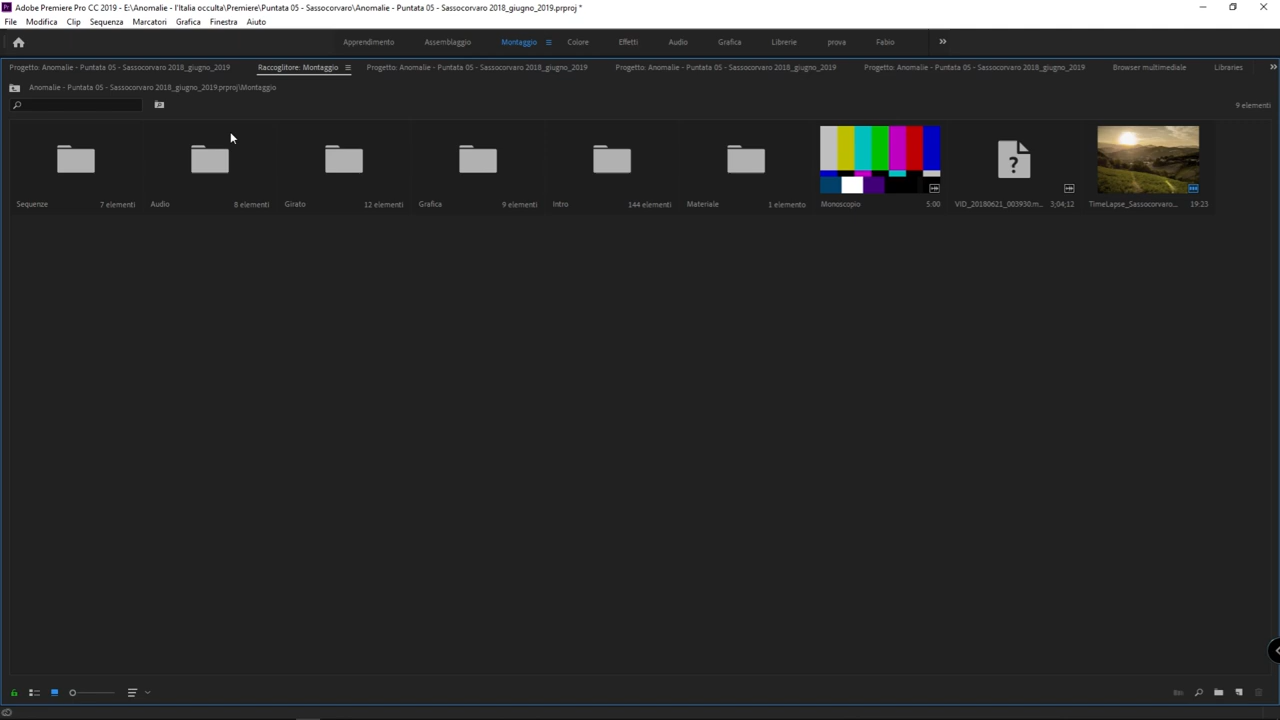 Adobe Premiere Pro CC 2019 - E:\Anomalie - l'Italia occulta\Premiere\Puntata 05 - Sassocorvaro\Anomalie - Puntata 05 - Sassocorvaro 2018_giugno_2019.prproj *
File Modifica Clip Sequenza Marcatori Grafica Finestra Aiuto
Apprendimento Assemblaggio Montaggio Colore Effetti Audio Grafica Librerie prova Fabio
Progetto: Anomalie - Puntata 05 - Sassocorvaro 2018_giugno_2019 Raccoglitore: Montaggio Progetto: Anomalie - Puntata 05 - Sassocorvaro 2018_giugno_2019 Progetto: Anomalie - Puntata 05 - Sassocorvaro 2018_giugno_2019 Progetto: Anomalie - Puntata 05 - Sassocorvaro 2018_giugno_2019 Browser multimediale Libraries
Anomalie - Puntata 05 - Sassocorvaro 2018_giugno_2019.prproj\Montaggio
9 elementi
Sequenze 7 elementi Audio 8 elementi Girato 12 elementi Grafica 9 elementi Intro 144 elementi Materiale 1 elemento Monoscopio 5:00 VID_20180621_003930.m... 3;04;12 TimeLapse_Sassocorvaro... 19:23